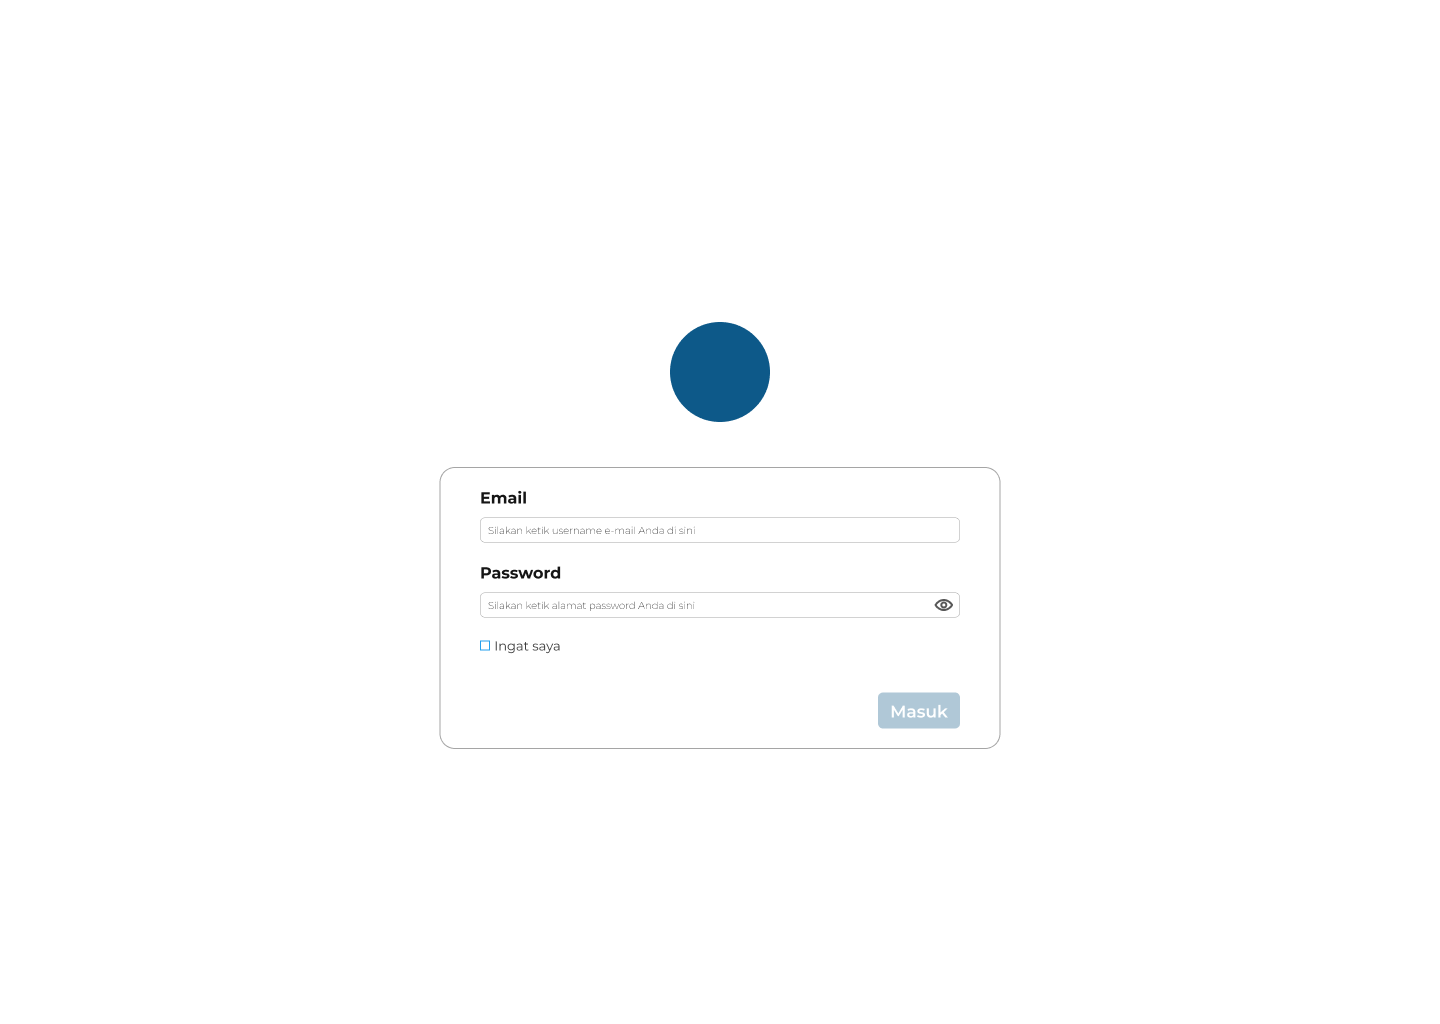 Email
Silakan ketik username e-mail Anda di sini
Password
Silakan ketik alamat password Anda di sini
Ingat saya
Masuk